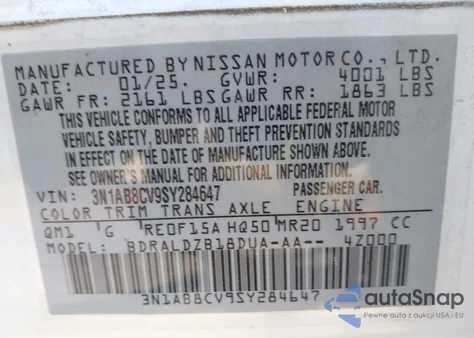 MANUFACTURED BY NISSAN MOTOR CO., LTD.
DATE: 01/25. GVWR: 4001 LBS
GAWR FR: 2161 LBS GAWR RR: 1863 LBS
THIS VEHICLE CONFORMS TO ALL APPLICABLE FEDERAL MOTOR
VEHICLE SAFETY, BUMPER AND THEFT PREVENTION STANDARDS
IN EFFECT ON THE DATE OF MANUFACTURE SHOWN ABOVE.
SEE OWNER'S MANUAL FOR ADDITIONAL INFORMATION.
VIN: 3N1AB8CV9SY284647 PASSENGER CAR.
COLOR TRIM TRANS AXLE ENGINE
QM1 G RE0F15A HQ50 MR20 1997 CC
MODEL: BDRALDZB18DUA-AA-- 4Z000
3N1AB8CV9SY284647
autoSnap
Pewne auto z USA i EU